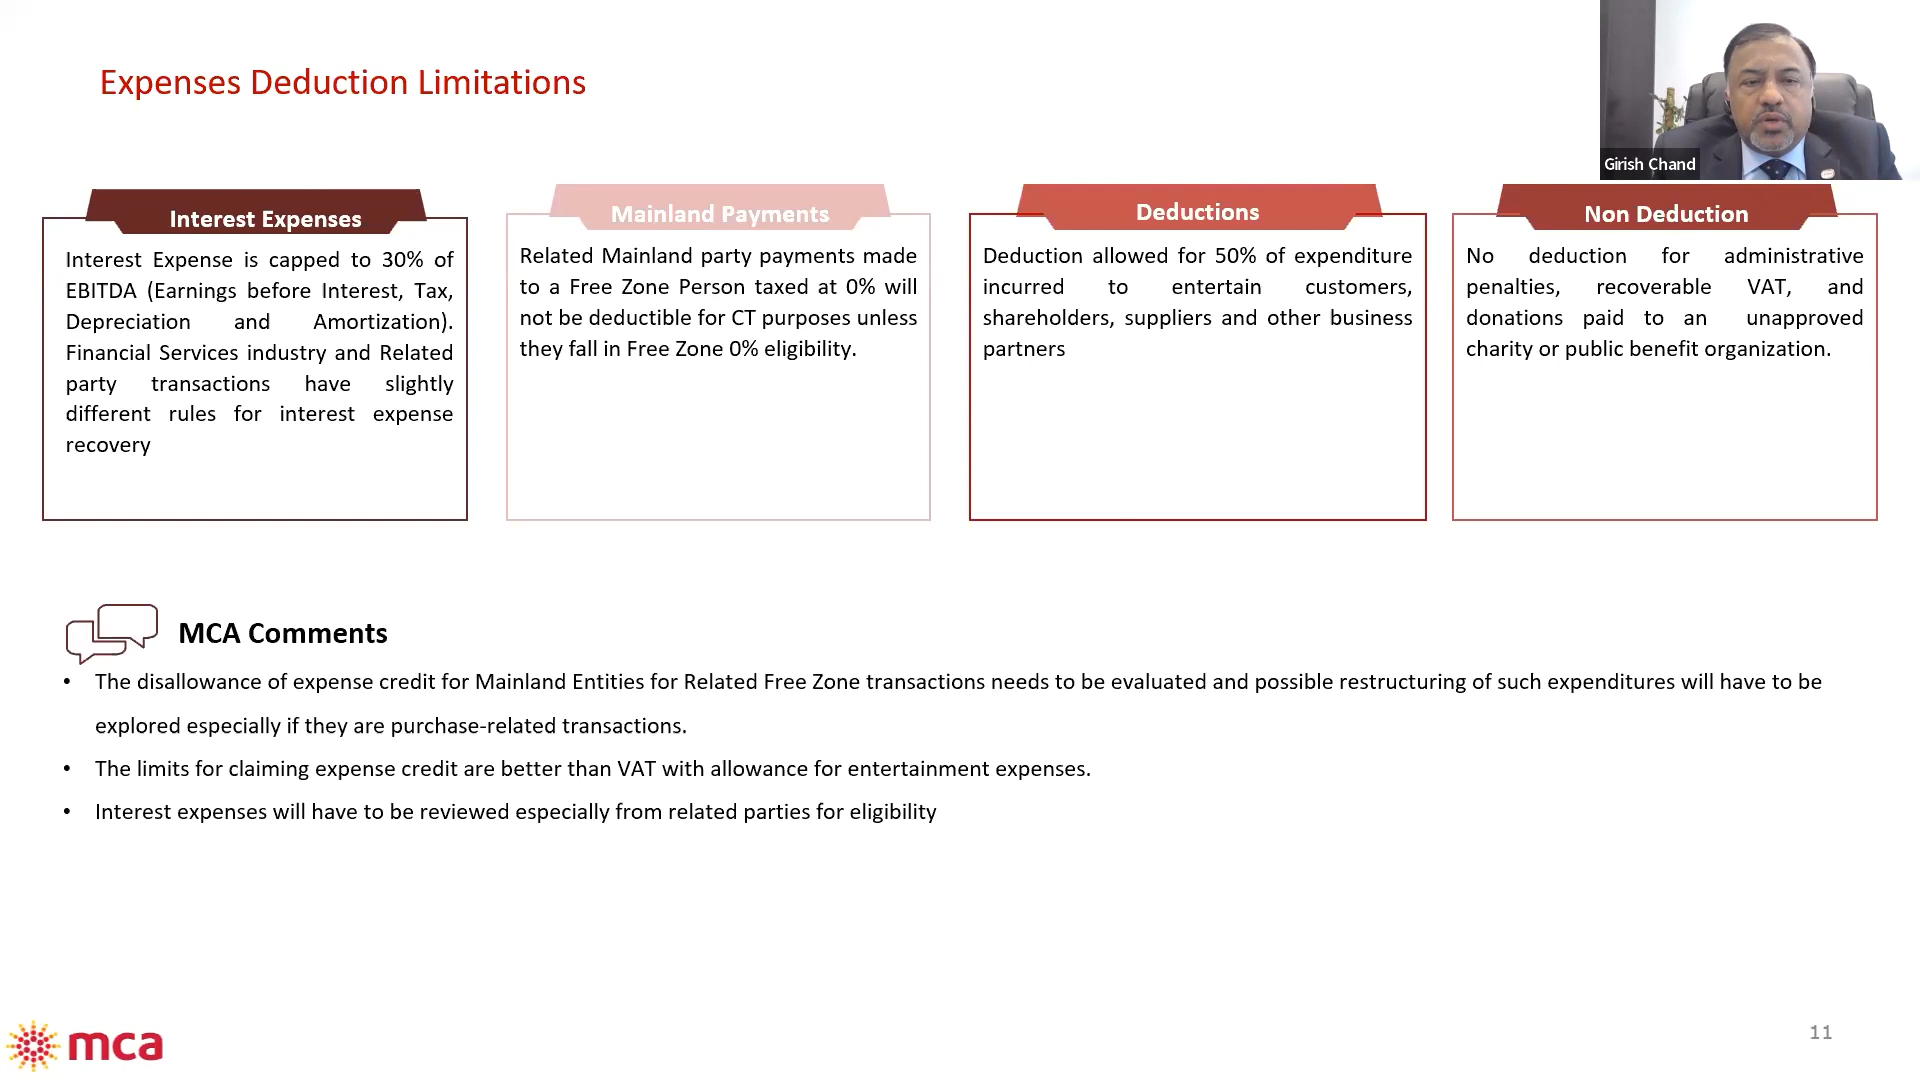 Expenses Deduction Limitations
Girish Chand
Interest Expenses
Interest Expense is capped to 30% of
EBITDA (Earnings before Interest, Tax,
Depreciation and Amortization).
Financial Services industry and Related
party transactions have slightly
different rules for interest expense
recovery
Mainland Payments
Related Mainland party payments made
to a Free Zone Person taxed at 0% will
not be deductible for CT purposes unless
they fall in Free Zone 0% eligibility.
Deductions
Deduction allowed for 50% of expenditure
incurred to entertain customers,
shareholders, suppliers and other business
partners
Non Deduction
No deduction for administrative
penalties, recoverable VAT, and
donations paid to an unapproved
charity or public benefit organization.
MCA Comments
• The disallowance of expense credit for Mainland Entities for Related Free Zone transactions needs to be evaluated and possible restructuring of such expenditures will have to be
explored especially if they are purchase-related transactions.
• The limits for claiming expense credit are better than VAT with allowance for entertainment expenses.
• Interest expenses will have to be reviewed especially from related parties for eligibility
mca
11